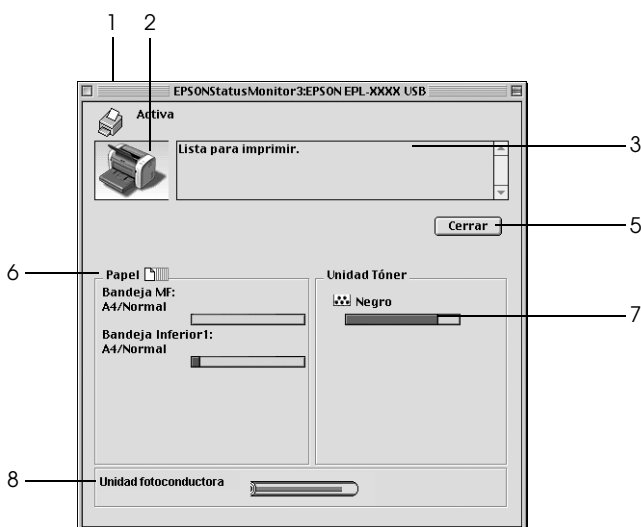 1 2
EPSONStatusMonitor3:EPSON EPL-XXXX USB
Activa
Lista para imprimir.
3
Cerrar
5
6
Papel
Unidad Tóner
Bandeja MF:
A4/Normal
Negro
7
Bandeja Inferior1:
A4/Normal
8
Unidad fotoconductora